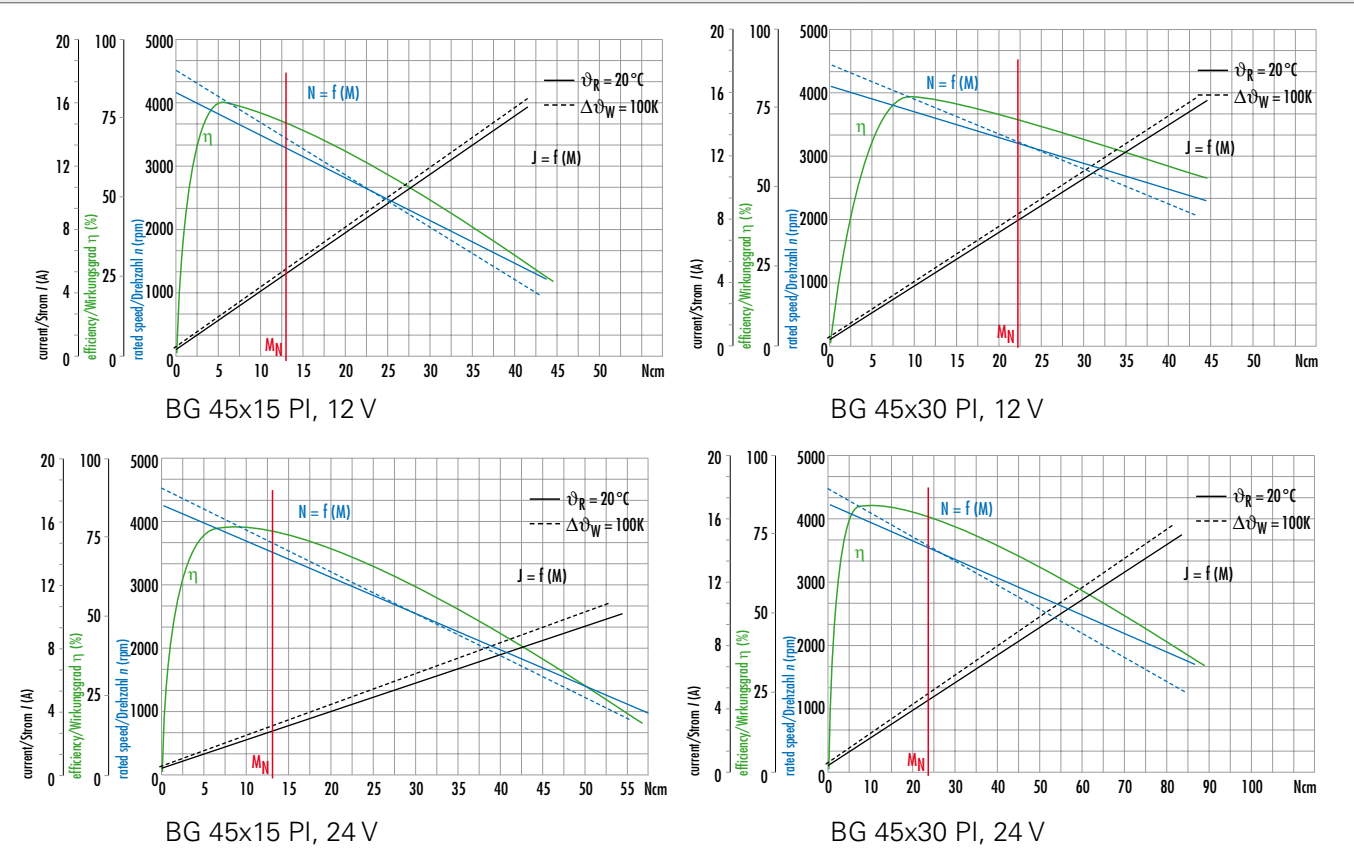 20 100 5000
ϑR = 20°C
N = f (M)
Δϑw = 100K
16 4000
75
η
3000
J = f (M)
12
50
8 2000
25
4 1000
MN
0 0 0
0 5 10 15 20 25 30 35 40 45 50 Ncm
current/Strom I (A)
efficiency/Wirkungsgrad η (%)
rated speed/Drehzahl n (rpm)
BG 45x15 PI, 12 V
20 100 5000
ϑR = 20°C
N = f (M)
Δϑw = 100K
16 4000
75
η
3000
J = f (M)
12
50
8 2000
25
4 1000
MN
0 0 0
0 5 10 15 20 25 30 35 40 45 50 Ncm
current/Strom I (A)
efficiency/Wirkungsgrad η (%)
rated speed/Drehzahl n (rpm)
BG 45x30 PI, 12 V
20 100 5000
ϑR = 20°C
N = f (M)
Δϑw = 100K
16 4000
75
η
3000
J = f (M)
12
50
8 2000
25
4 1000
MN
0 0 0
0 5 10 15 20 25 30 35 40 45 50 55 Ncm
current/Strom I (A)
efficiency/Wirkungsgrad η (%)
rated speed/Drehzahl n (rpm)
BG 45x15 PI, 24 V
20 100 5000
ϑR = 20°C
N = f (M)
Δϑw = 100K
16 4000
75
η
3000
J = f (M)
12
50
8 2000
25
4 1000
MN
0 0 0
0 10 20 30 40 50 60 70 80 90 100 Ncm
current/Strom I (A)
efficiency/Wirkungsgrad η (%)
rated speed/Drehzahl n (rpm)
BG 45x30 PI, 24 V